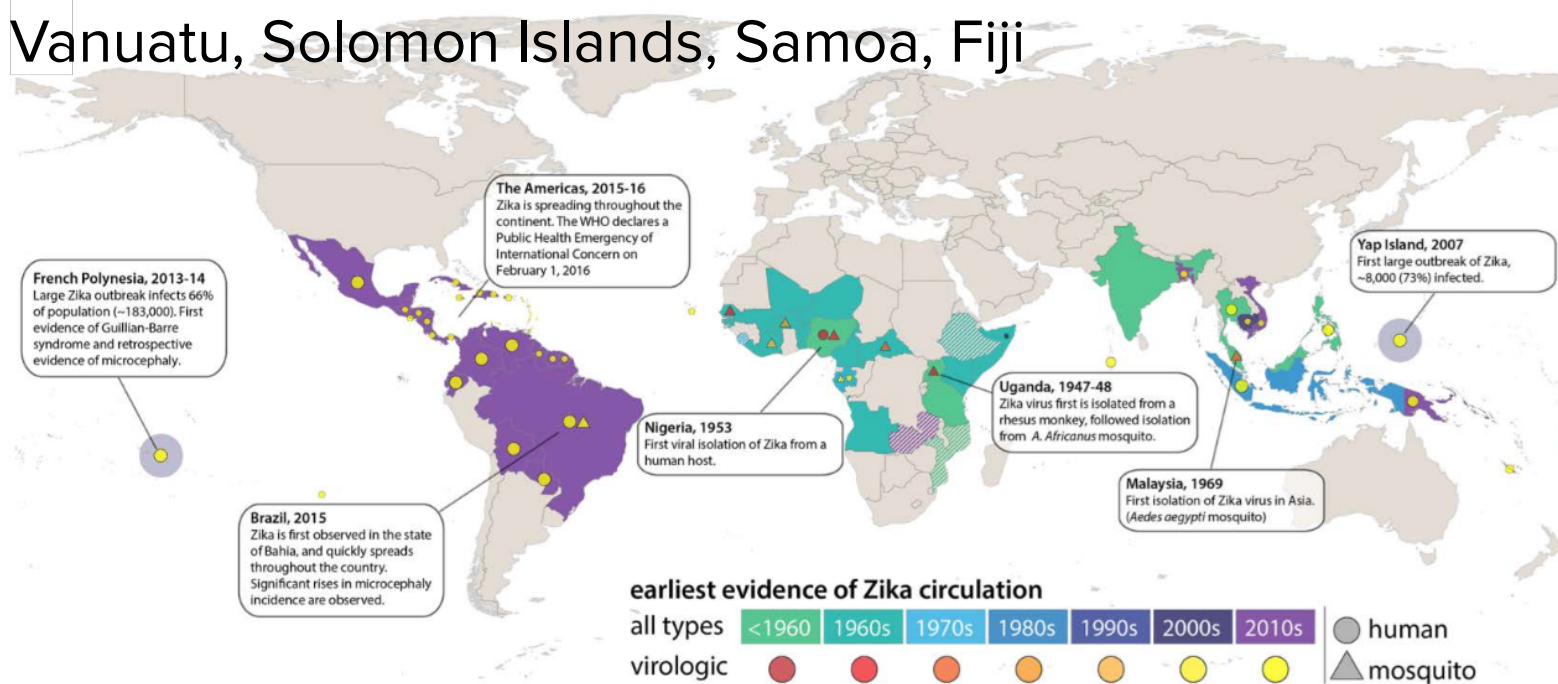 Vanuatu, Solomon Islands, Samoa, Fiji
The Americas, 2015-16
Zika is spreading throughout the
continent. The WHO declares a
Public Health Emergency of
International Concern on
February 1, 2016
Yap Island, 2007
First large outbreak of Zika,
~8,000 (73%) infected.
French Polynesia, 2013-14
Large Zika outbreak infects 66%
of population (~183,000). First
evidence of Guillian-Barre
syndrome and retrospective
evidence of microcephaly.
Uganda, 1947-48
Zika virus first is isolated from a
rhesus monkey, followed isolation
from A. Africanus mosquito.
Nigeria, 1953
First viral isolation of Zika from a
human host.
Malaysia, 1969
First isolation of Zika virus in Asia.
(Aedes aegypti mosquito)
Brazil, 2015
Zika is first observed in the state
of Bahia, and quickly spreads
throughout the country.
Significant rises in microcephaly
incidence are observed.
earliest evidence of Zika circulation
all types <1960 1960s 1970s 1980s 1990s 2000s 2010s human
virologic mosquito